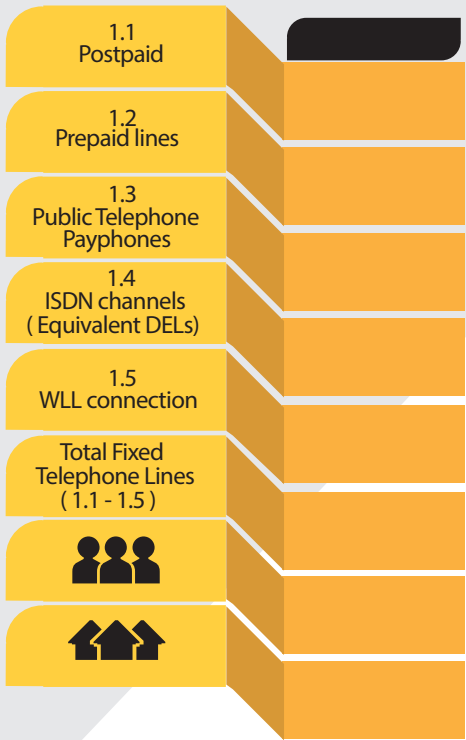 1.1
Postpaid
1.2
Prepaid lines
1.3
Public Telephone
Payphones
1.4
ISDN channels
( Equivalent DELs)
1.5
WLL connection
Total Fixed
Telephone Lines
( 1.1 - 1.5 )